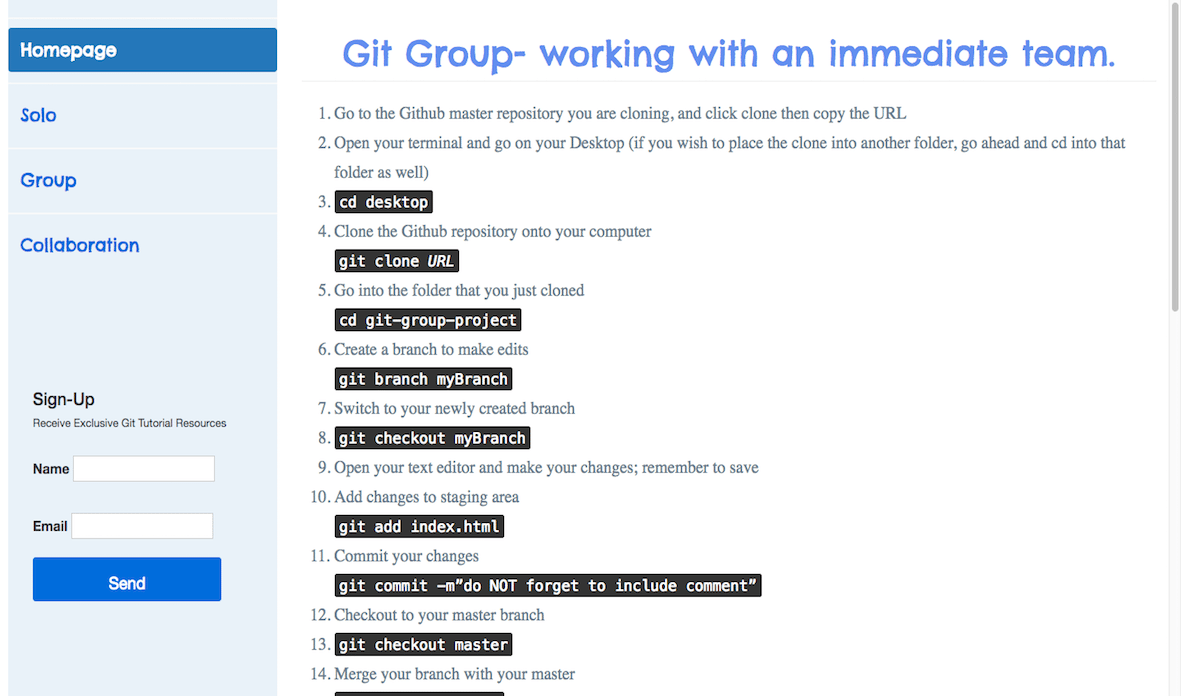 Homepage
Solo
Group
Collaboration
Sign-Up
Receive Exclusive Git Tutorial Resources
Name
Email
Send
Git Group- working with an immediate team.
1. Go to the Github master repository you are cloning, and click clone then copy the URL
2. Open your terminal and go on your Desktop (if you wish to place the clone into another folder, go ahead and cd into that
folder as well)
3. cd desktop
4. Clone the Github repository onto your computer
git clone URL
5. Go into the folder that you just cloned
cd git-group-project
6. Create a branch to make edits
git branch myBranch
7. Switch to your newly created branch
8. git checkout myBranch
9. Open your text editor and make your changes; remember to save
10. Add changes to staging area
git add index.html
11. Commit your changes
git commit –m”do NOT forget to include comment”
12. Checkout to your master branch
13. git checkout master
14. Merge your branch with your master